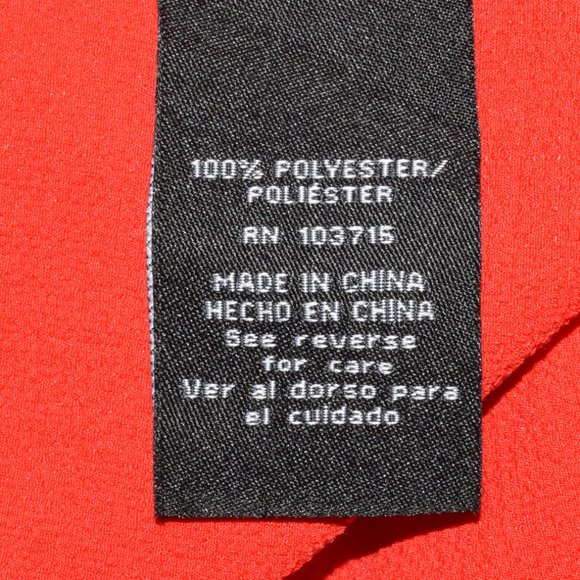 100% POLYESTER/
POLIÉSTER
RN 103715
MADE IN CHINA
HECHO EN CHINA
See reverse
for care
Ver al dorso para
el cuidado